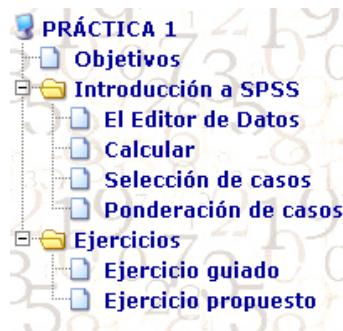 PRÁCTICA 1
Objetivos
Introducción a SPSS
El Editor de Datos
Calcular
Selección de casos
Ponderación de casos
Ejercicios
Ejercicio guiado
Ejercicio propuesto